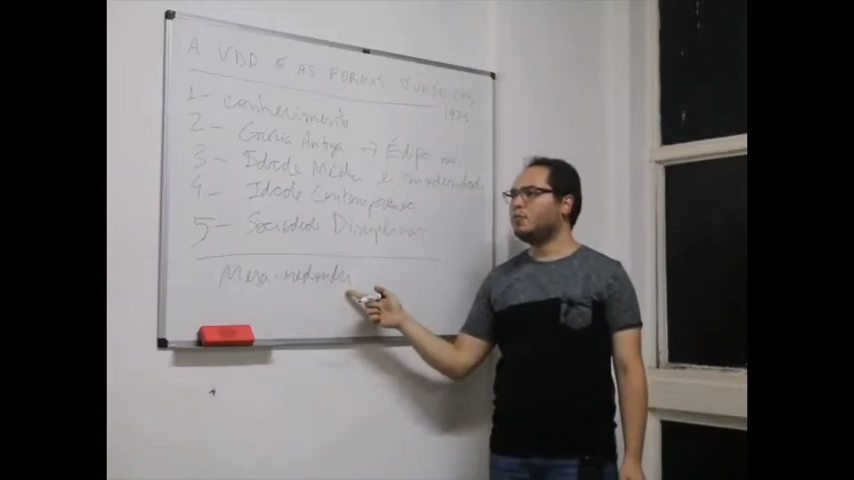 A VDD E AS FORMAS JURÍDICAS
1973
1 - conhecimento
2 - Grécia Antiga → Édipo rei
3 - Idade Média e modernidade
4 - Idade Contemporânea
5 - Sociedade Disciplinar
Mesa-redonda